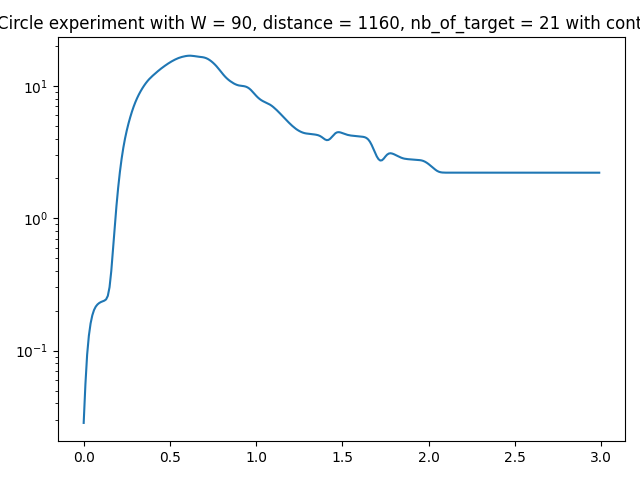 Circle experiment with W = 90, distance = 1160, nb_of_target = 21 with cont
10¹
10⁰
10⁻¹
0.0 0.5 1.0 1.5 2.0 2.5 3.0